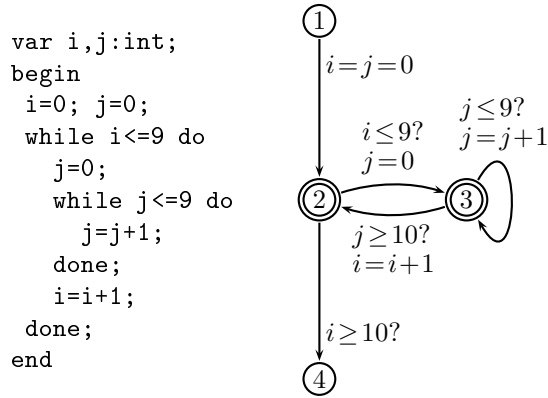 var i,j:int;
begin
i=0; j=0;
while i<=9 do
j=0;
while j<=9 do
j=j+1;
done;
i=i+1;
done;
end
1
i=j=0
i≤9?
j=0
j≤9?
j=j+1
2
3
j≥10?
i=i+1
i≥10?
4